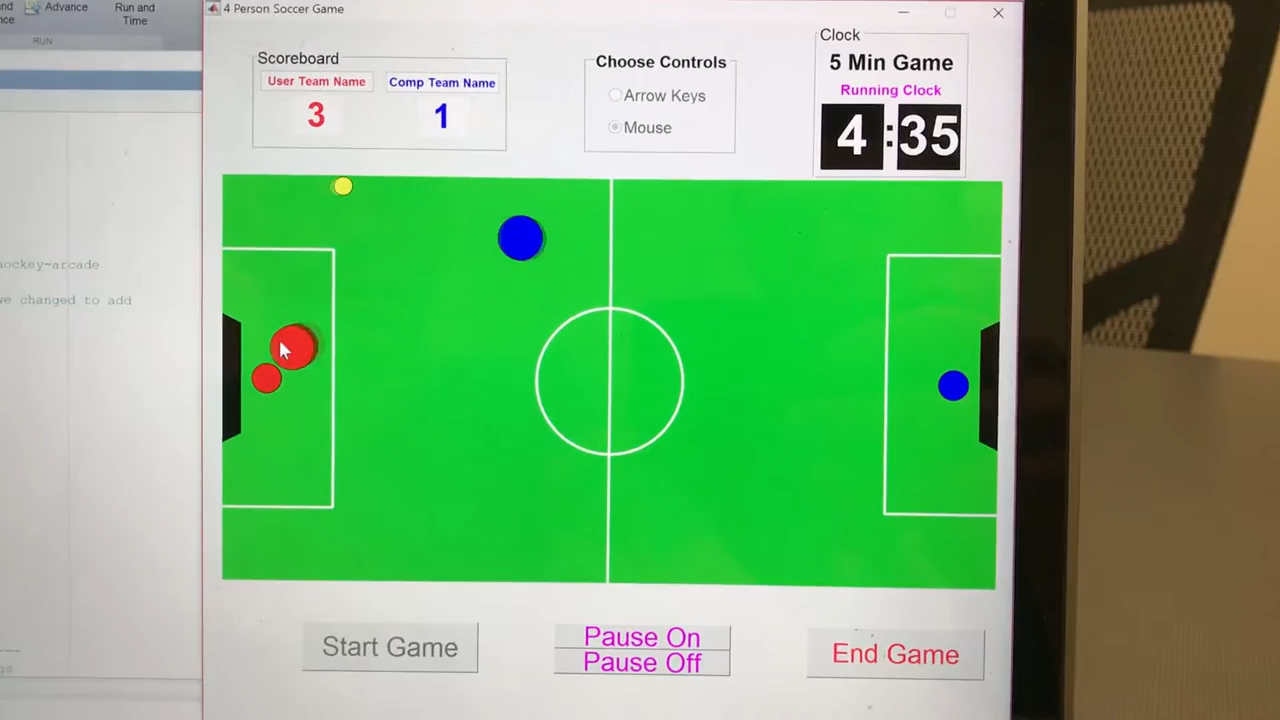 Advance
Run and
Time
RUN
4 Person Soccer Game
Scoreboard
User Team Name
Comp Team Name
3
1
Choose Controls
Arrow Keys
Mouse
Clock
5 Min Game
Running Clock
4:35
ockey-arcade
ve changed to add
Start Game
Pause On
Pause Off
End Game